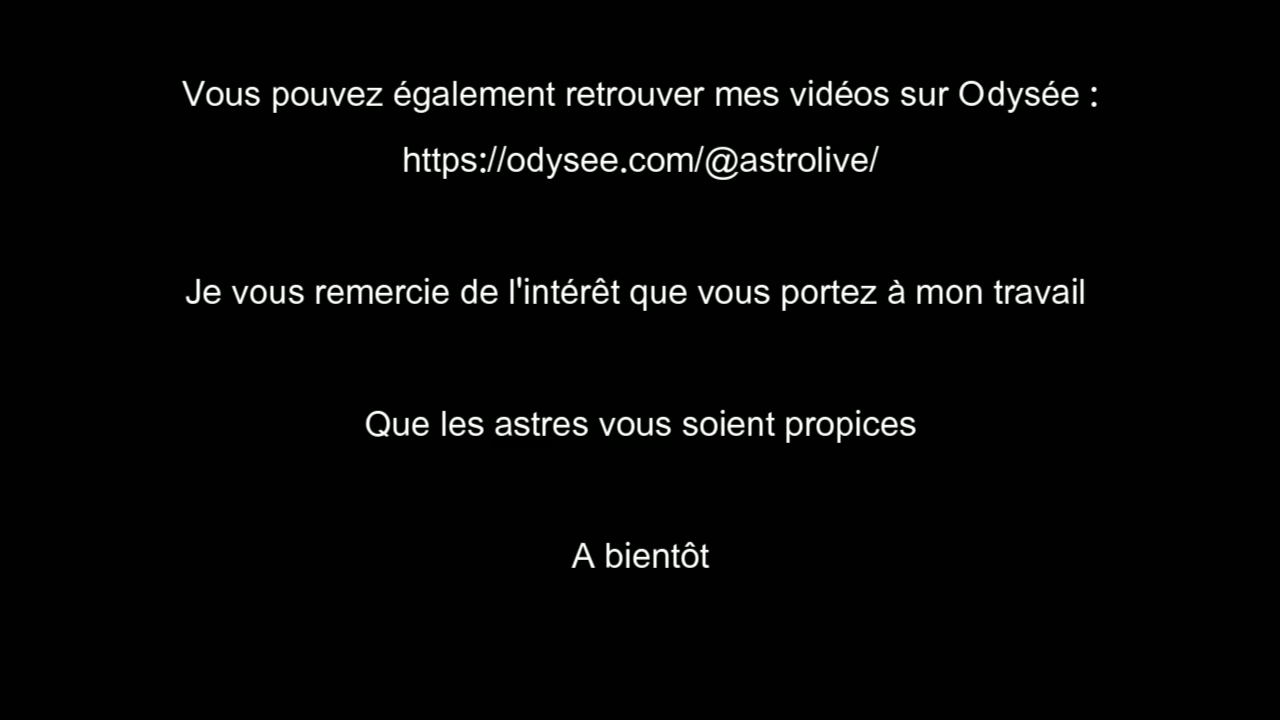 Vous pouvez également retrouver mes vidéos sur Odysée :
https://odysee.com/@astrolive/
Je vous remercie de l'intérêt que vous portez à mon travail
Que les astres vous soient propices
A bientôt